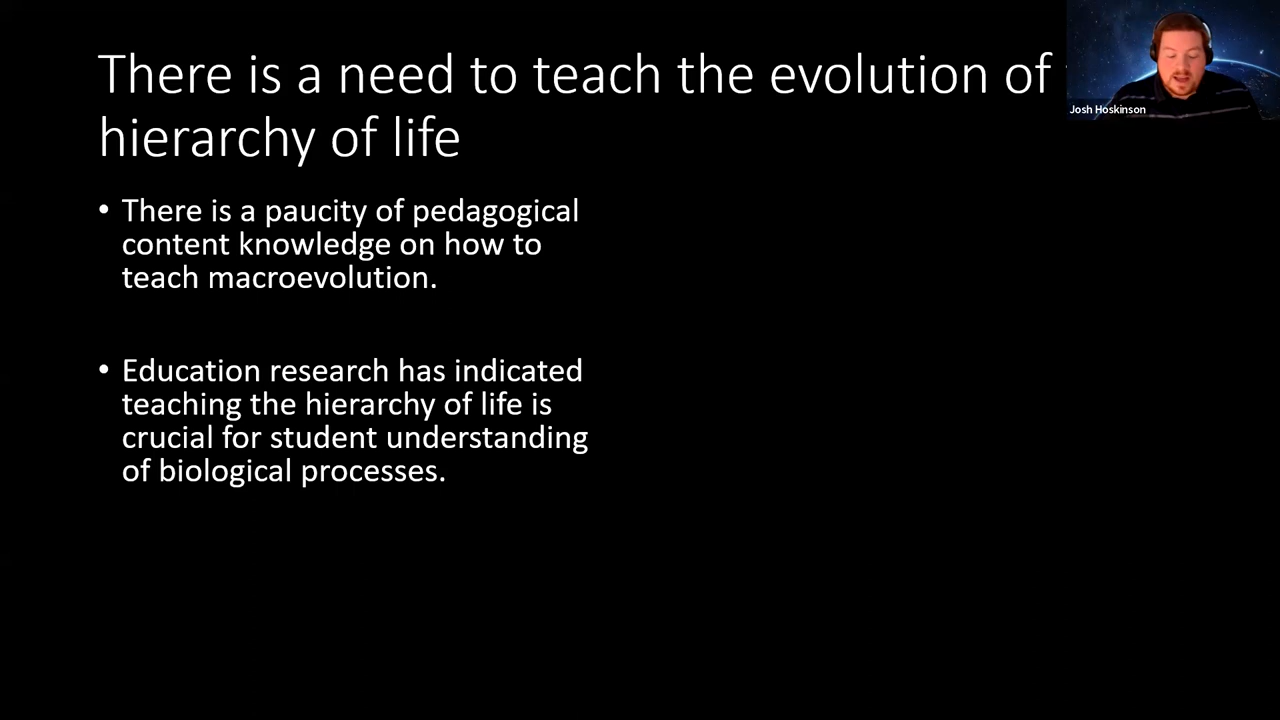 There is a need to teach the evolution of
hierarchy of life
• There is a paucity of pedagogical
content knowledge on how to
teach macroevolution.
• Education research has indicated
teaching the hierarchy of life is
crucial for student understanding
of biological processes.
Josh Hoskinson